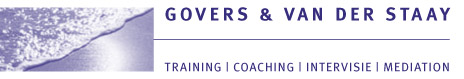 GOVERS & VAN DER STAAY
TRAINING | COACHING | INTERVISIE | MEDIATION